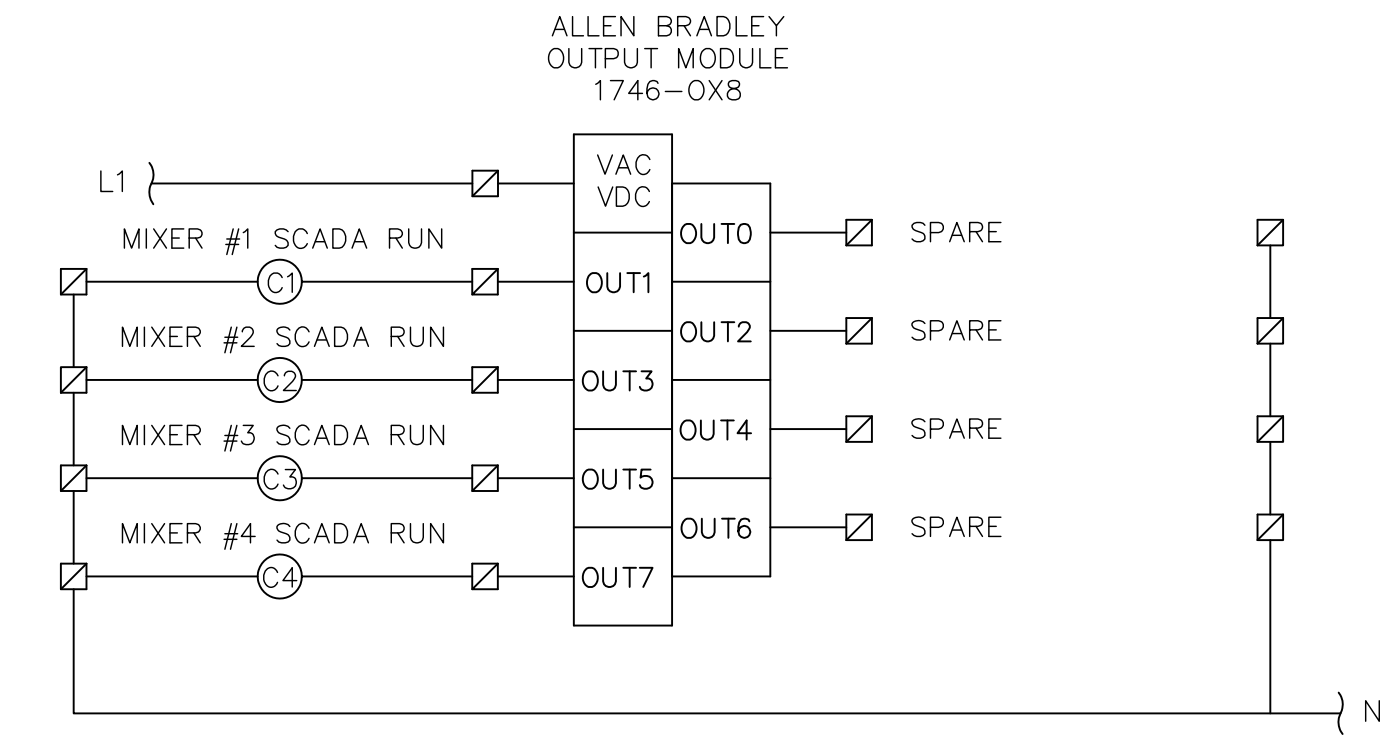 ALLEN BRADLEY
OUTPUT MODULE
1746-OX8
L1
VAC
VDC
OUT0
SPARE
MIXER #1 SCADA RUN
C1
OUT1
OUT2
SPARE
MIXER #2 SCADA RUN
C2
OUT3
OUT4
SPARE
MIXER #3 SCADA RUN
C3
OUT5
OUT6
SPARE
MIXER #4 SCADA RUN
C4
OUT7
N